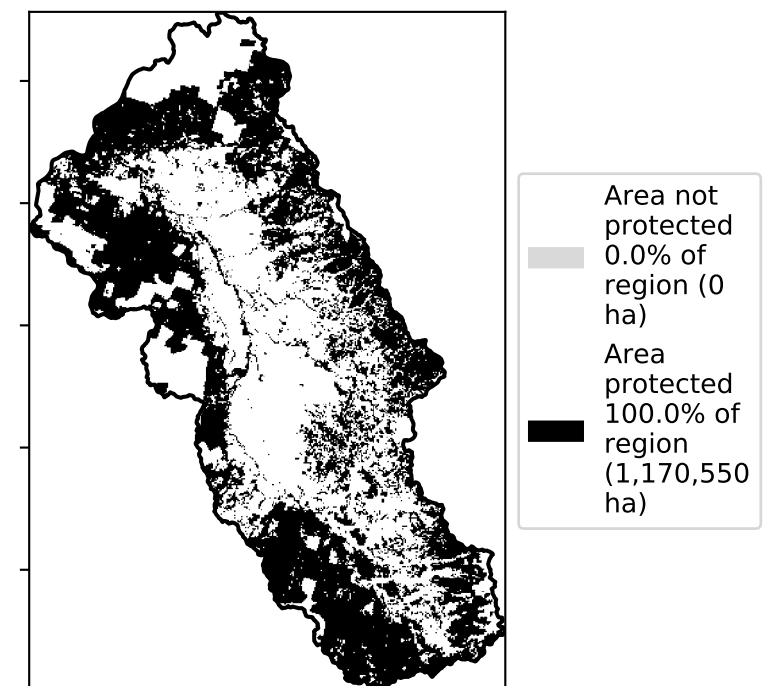 Area not
protected
0.0% of
region (0
ha)
Area
protected
100.0% of
region
(1,170,550
ha)